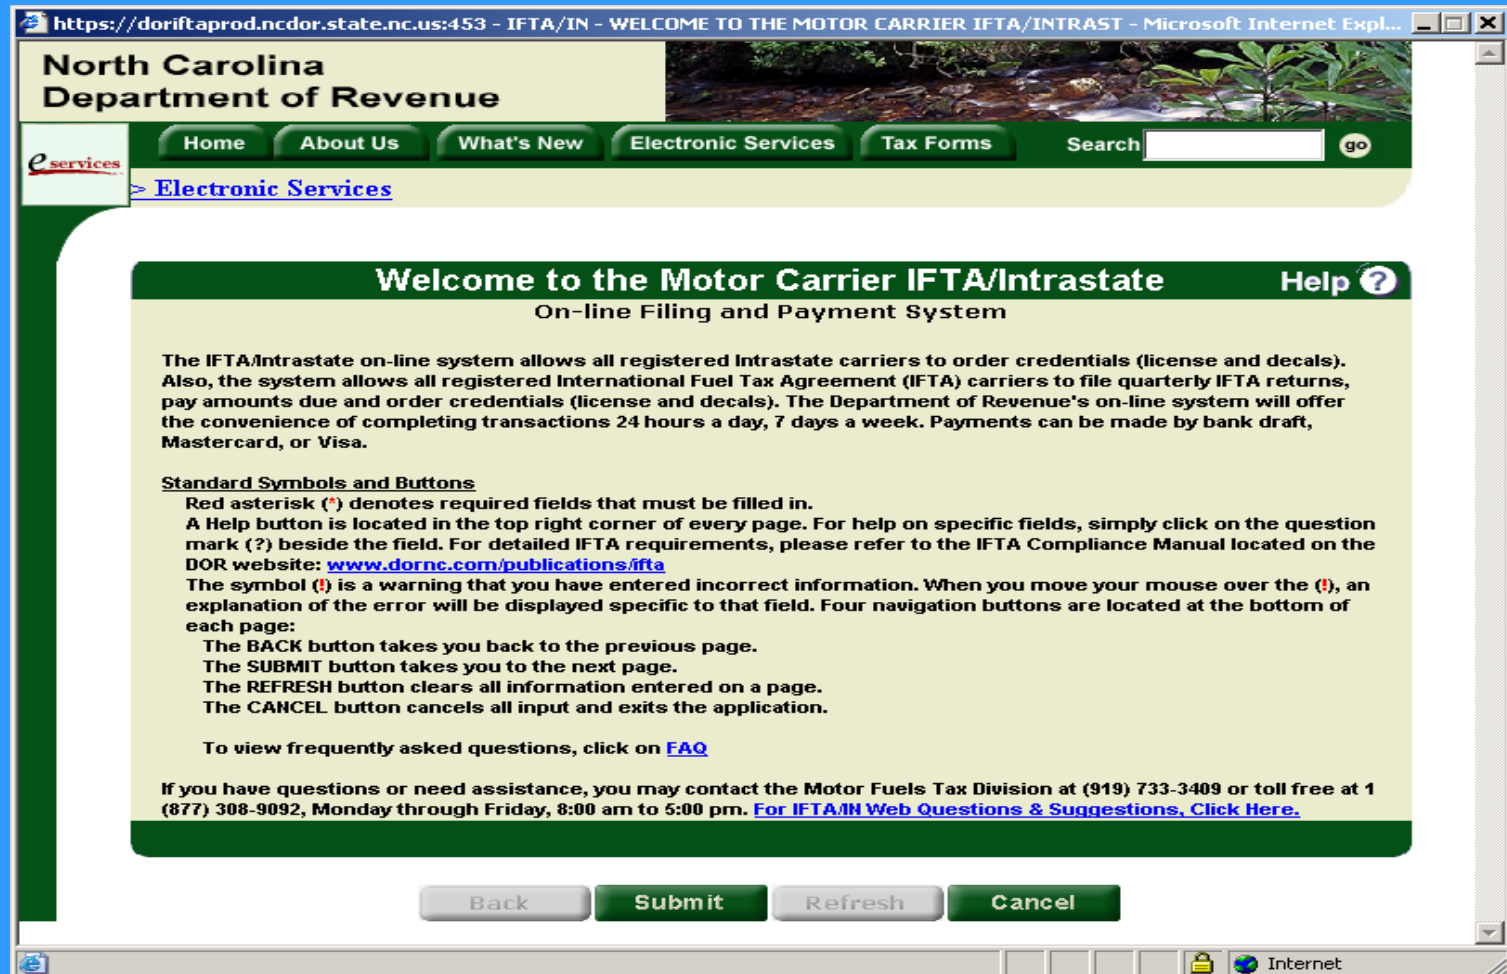 https://doriftaprod.ncdor.state.nc.us:453 - IFTA/IN - WELCOME TO THE MOTOR CARRIER IFTA/INTRAST - Microsoft Internet Expl...
North Carolina
Department of Revenue
Home About Us What's New Electronic Services Tax Forms Search go
e services
> Electronic Services
Welcome to the Motor Carrier IFTA/Intrastate Help ?
On-line Filing and Payment System
The IFTA/Intrastate on-line system allows all registered Intrastate carriers to order credentials (license and decals).
Also, the system allows all registered International Fuel Tax Agreement (IFTA) carriers to file quarterly IFTA returns,
pay amounts due and order credentials (license and decals). The Department of Revenue's on-line system will offer
the convenience of completing transactions 24 hours a day, 7 days a week. Payments can be made by bank draft,
Mastercard, or Visa.
Standard Symbols and Buttons
Red asterisk (*) denotes required fields that must be filled in.
A Help button is located in the top right corner of every page. For help on specific fields, simply click on the question
mark (?) beside the field. For detailed IFTA requirements, please refer to the IFTA Compliance Manual located on the
DOR website: www.dornc.com/publications/ifta
The symbol (!) is a warning that you have entered incorrect information. When you move your mouse over the (!), an
explanation of the error will be displayed specific to that field. Four navigation buttons are located at the bottom of
each page:
The BACK button takes you back to the previous page.
The SUBMIT button takes you to the next page.
The REFRESH button clears all information entered on a page.
The CANCEL button cancels all input and exits the application.
To view frequently asked questions, click on FAQ
If you have questions or need assistance, you may contact the Motor Fuels Tax Division at (919) 733-3409 or toll free at 1
(877) 308-9092, Monday through Friday, 8:00 am to 5:00 pm. For IFTA/IN Web Questions & Suggestions, Click Here.
Back Submit Refresh Cancel
Internet